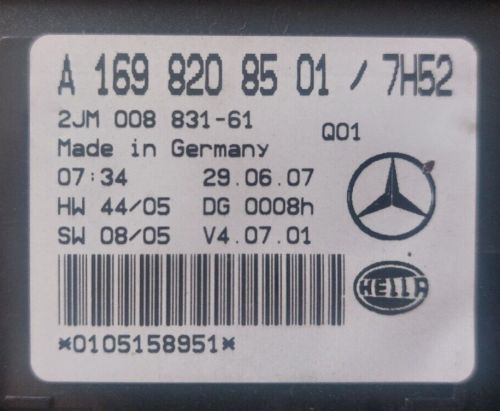 A 169 820 85 01 / 7H52
2JM 008 831-61
Q01
Made in Germany
07:34 29.06.07
HW 44/05 DG 0008h
SW 08/05 V4.07.01
HELLA
*0105158951*